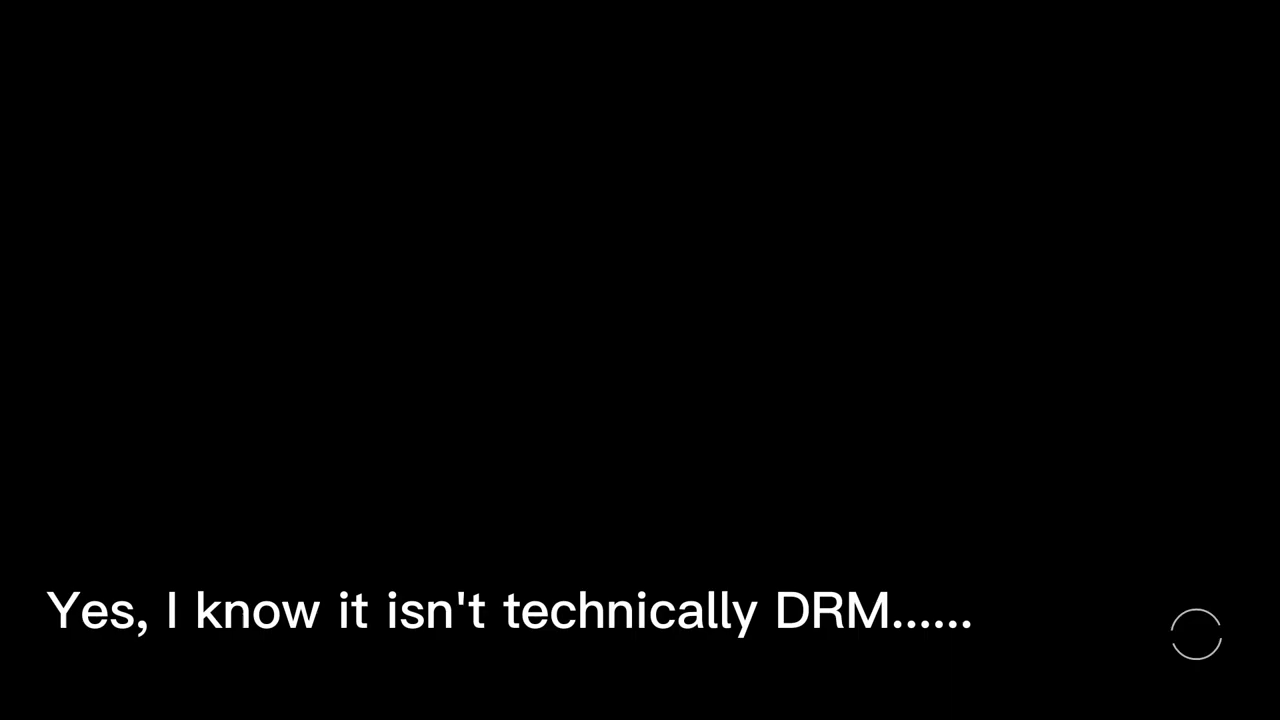 Yes, I know it isn't technically DRM......